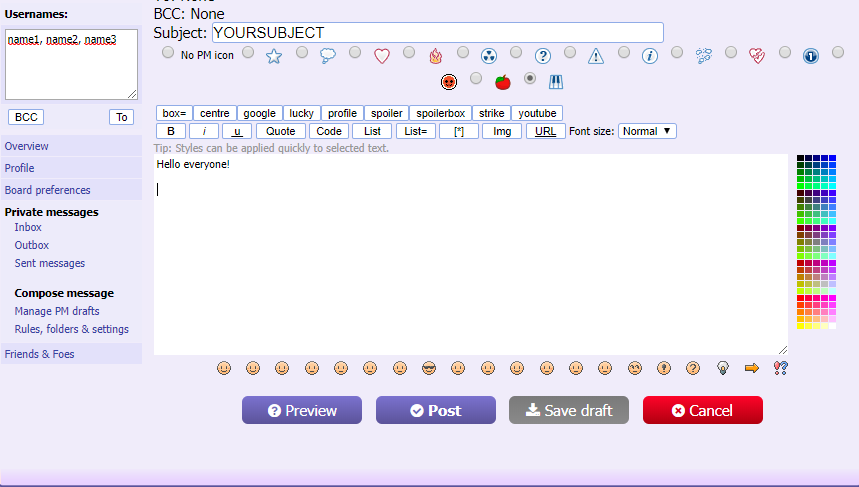 Usernames:
name1, name2, name3
BCC To
Overview
Profile
Board preferences
Private messages
Inbox
Outbox
Sent messages
Compose message
Manage PM drafts
Rules, folders & settings
Friends & Foes
BCC: None
Subject: YOURSUBJECT
No PM icon
box= centre google lucky profile spoiler spoilerbox strike youtube
B i u Quote Code List List= [*] Img URL Font size: Normal
Tip: Styles can be applied quickly to selected text.
Hello everyone!
Preview Post Save draft Cancel